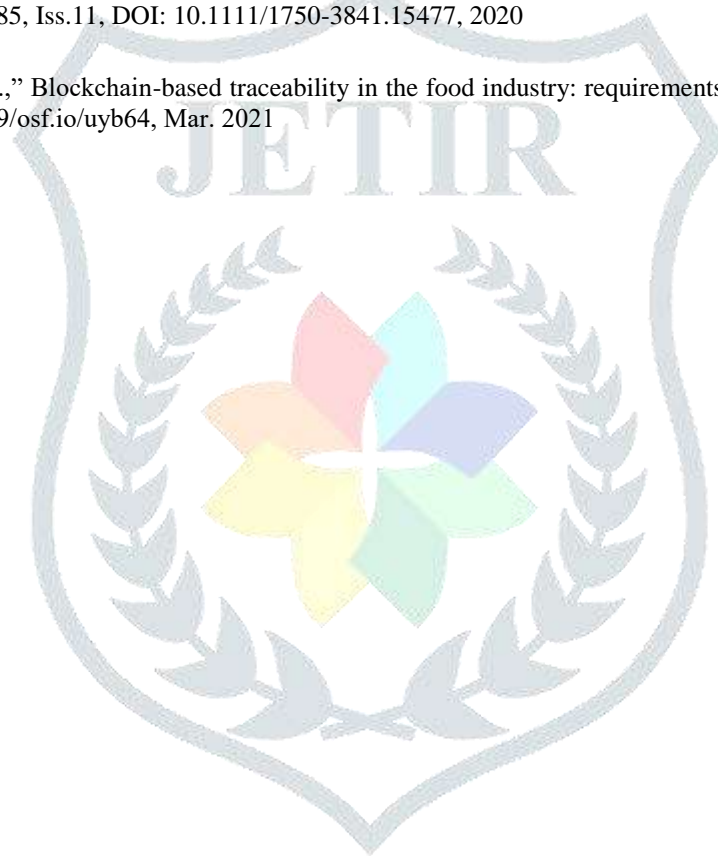 85, Iss.11, DOI: 10.1111/1750-3841.15477, 2020
.,” Blockchain-based traceability in the food industry: requirements
9/osf.io/uyb64, Mar. 2021
JETIR